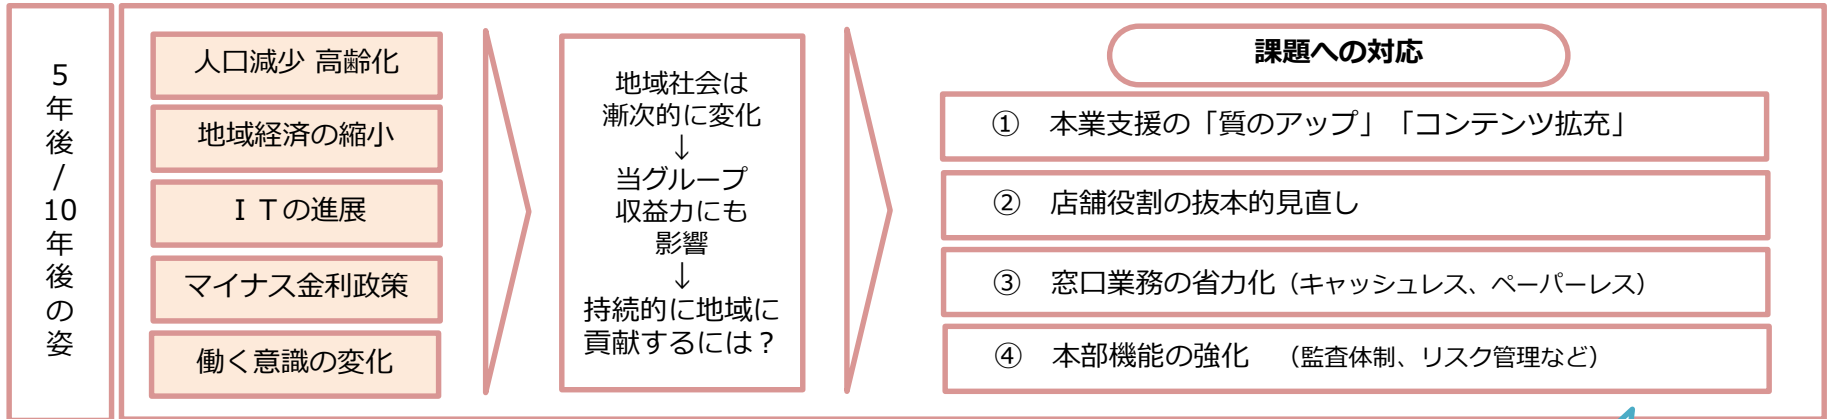 5年後/10年後の姿
人口減少 高齢化
地域経済の縮小
ＩＴの進展
マイナス金利政策
働く意識の変化
地域社会は
漸次的に変化
↓
当グループ
収益力にも
影響
↓
持続的に地域に
貢献するには？
課題への対応
① 本業支援の「質のアップ」「コンテンツ拡充」
② 店舗役割の抜本的見直し
③ 窓口業務の省力化（キャッシュレス、ペーパーレス）
④ 本部機能の強化 （監査体制、リスク管理など）